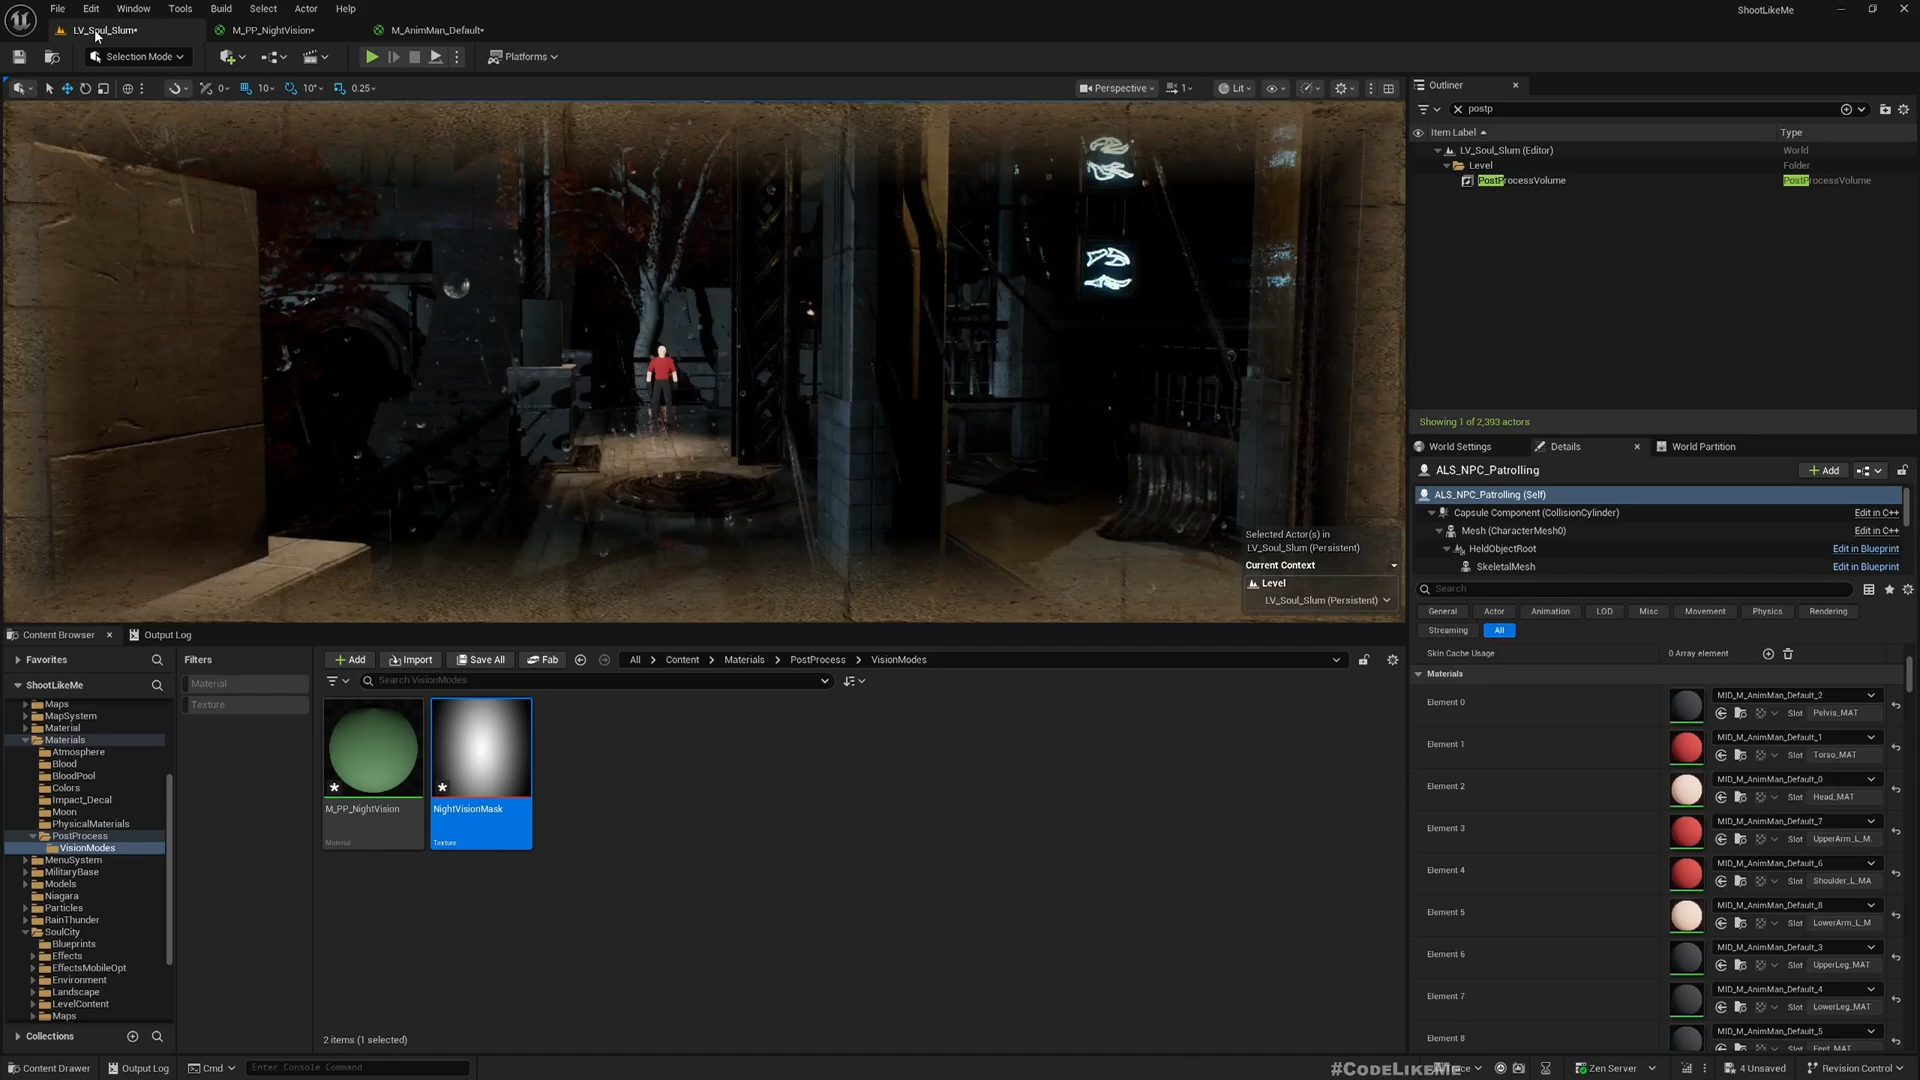 File Edit Window Tools Build Select Actor Help
ShootLikeMe
LV_Soul_Slum*
M_PP_NightVision*
M_AnimMan_Default*
Selection Mode
Platforms
0
10
10°
0.25
Perspective
1
Lit
Selected Actor(s) in
LV_Soul_Slum (Persistent)
Current Context
Level
LV_Soul_Slum (Persistent)
Outliner
postp
Item Label
Type
LV_Soul_Slum (Editor)
World
Level
Folder
PostProcessVolume
PostProcessVolume
Showing 1 of 2,393 actors
World Settings
Details
World Partition
ALS_NPC_Patrolling
Add
ALS_NPC_Patrolling (Self)
Capsule Component (CollisionCylinder)
Edit in C++
Mesh (CharacterMesh0)
Edit in C++
HeldObjectRoot
Edit in Blueprint
SkeletalMesh
Edit in Blueprint
Search
General Actor Animation LOD Misc Movement Physics Rendering
Streaming All
Skin Cache Usage
0 Array element
Materials
Element 0
MID_M_AnimMan_Default_2
Slot Pelvis_MAT
Element 1
MID_M_AnimMan_Default_1
Slot Torso_MAT
Element 2
MID_M_AnimMan_Default_0
Slot Head_MAT
Element 3
MID_M_AnimMan_Default_7
Slot UpperArm_L_M
Element 4
MID_M_AnimMan_Default_6
Slot Shoulder_L_MA
Element 5
MID_M_AnimMan_Default_8
Slot LowerArm_L_M
Element 6
MID_M_AnimMan_Default_3
Slot UpperLeg_MAT
Element 7
MID_M_AnimMan_Default_4
Slot LowerLeg_MAT
Element 8
MID_M_AnimMan_Default_5
Slot Feet_MAT
Content Browser
Output Log
Favorites
ShootLikeMe
Maps
MapSystem
Material
Materials
Atmosphere
Blood
BloodPool
Colors
Impact_Decal
Moon
PhysicalMaterials
PostProcess
VisionModes
MenuSystem
MilitaryBase
Models
Niagara
Particles
RainThunder
SoulCity
Blueprints
Effects
EffectsMobileOpt
Environment
Landscape
LevelContent
Maps
Collections
Filters
Material
Texture
Add
Import
Save All
Fab
All > Content > Materials > PostProcess > VisionModes
Search VisionModes
M_PP_NightVision
Material
NightVisionMask
Texture
2 items (1 selected)
Content Drawer
Output Log
Cmd
Enter Console Command
#CodeLikeMe
Trace
Zen Server
4 Unsaved
Revision Control